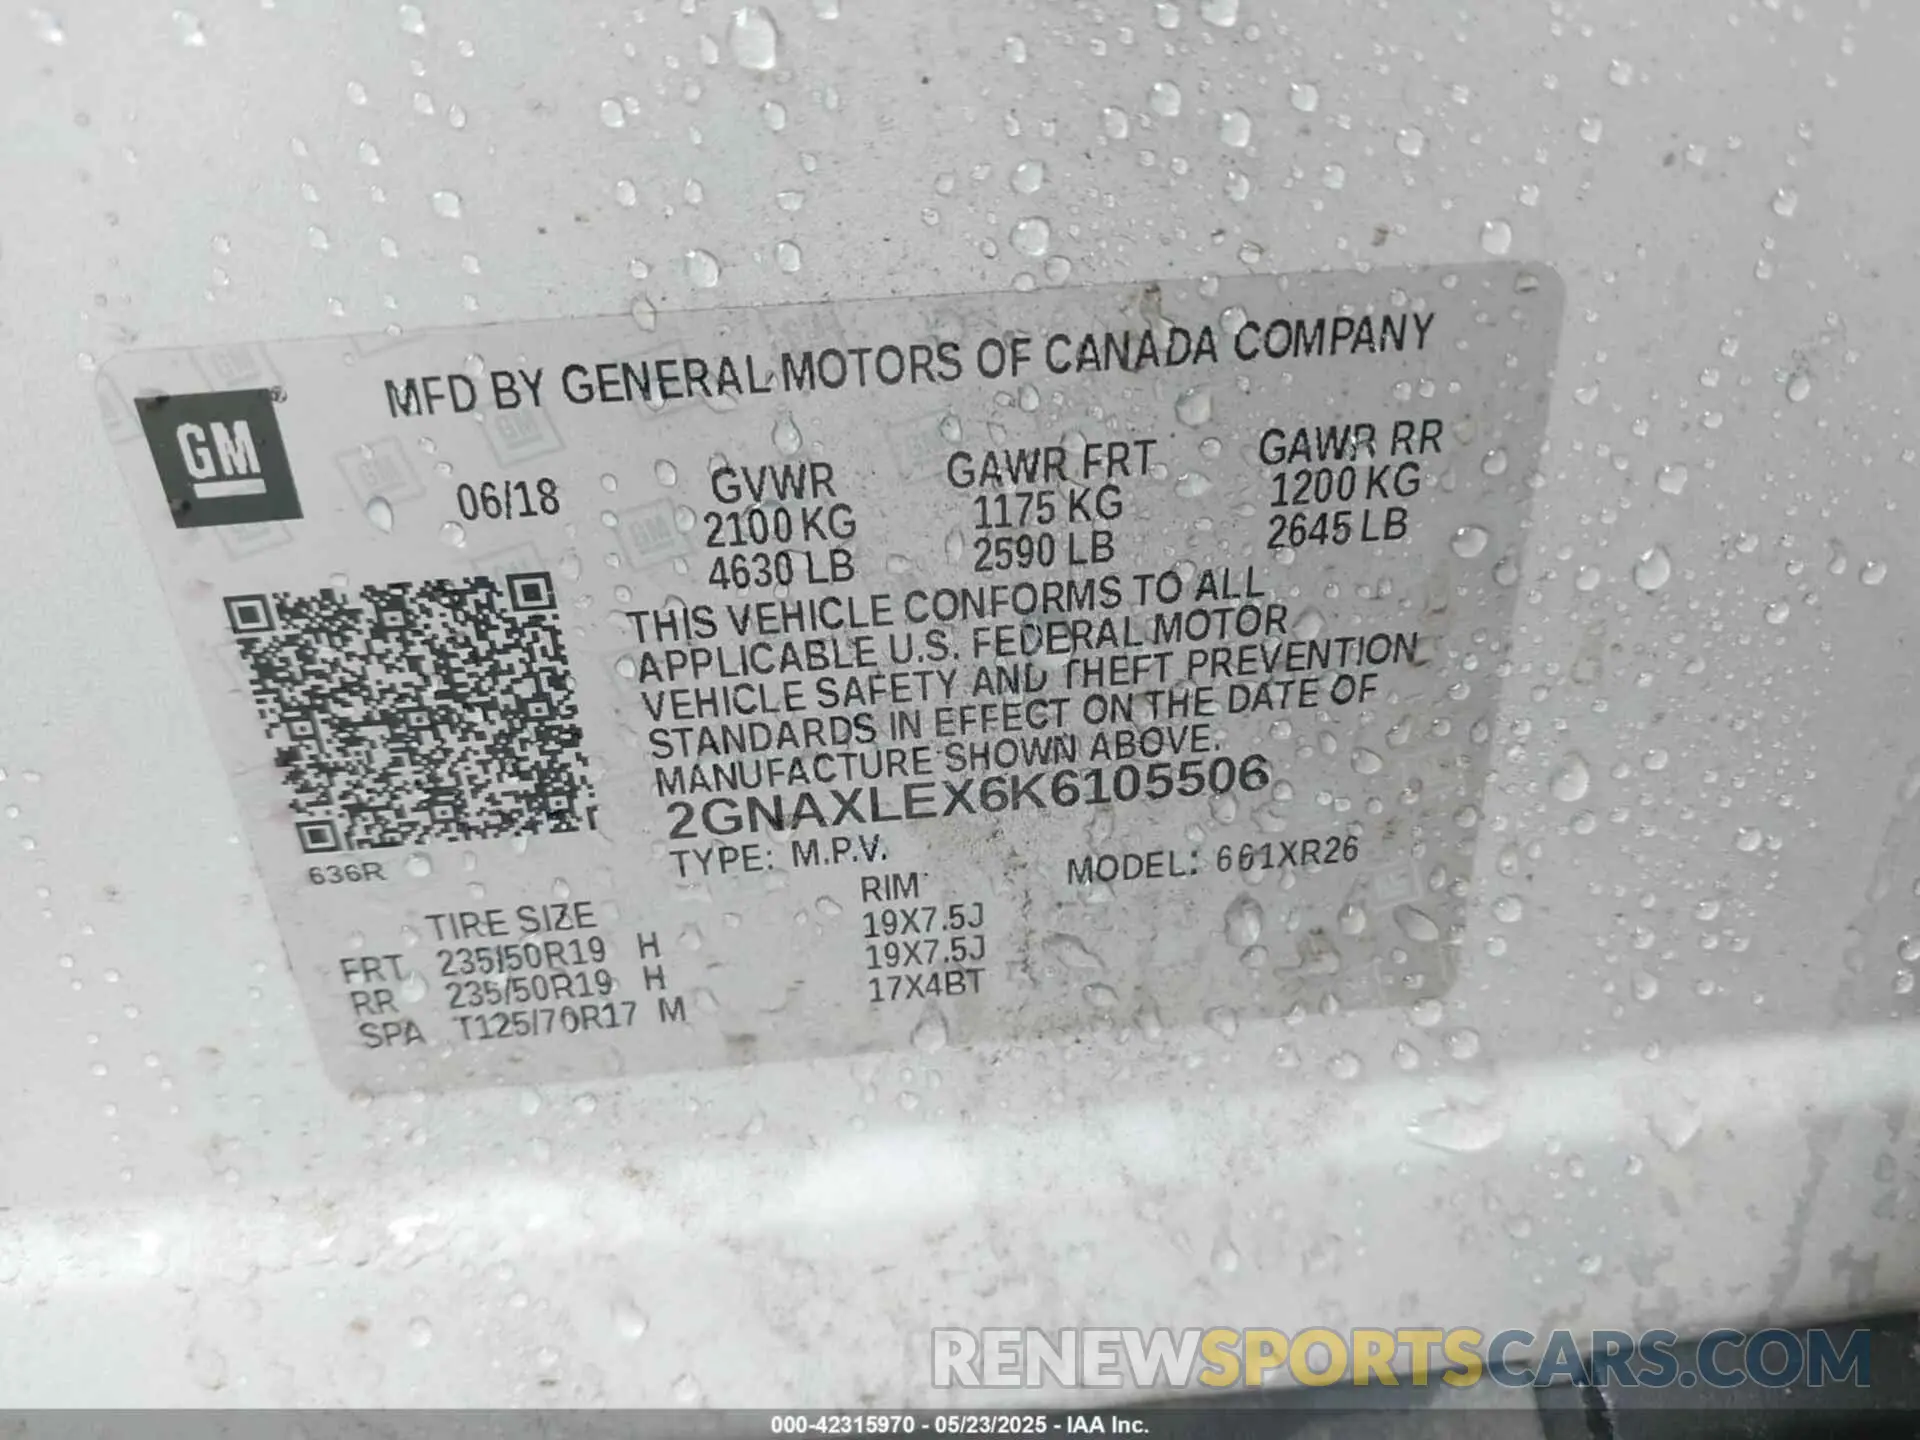 MFD BY GENERAL MOTORS OF CANADA COMPANY
GM
06/18
GVWR GAWR FRT GAWR RR
2100 KG 1175 KG 1200 KG
4630 LB 2590 LB 2645 LB
THIS VEHICLE CONFORMS TO ALL
APPLICABLE U.S. FEDERAL MOTOR
VEHICLE SAFETY AND THEFT PREVENTION
STANDARDS IN EFFECT ON THE DATE OF
MANUFACTURE SHOWN ABOVE.
2GNAXLEX6K6105506
TYPE: M.P.V. MODEL: 661XR26
636R
TIRE SIZE RIM
FRT 235/50R19 H 19X7.5J
RR 235/50R19 H 19X7.5J
SPA T125/70R17 M 17X4BT
RENEWSPORTSCARS.COM
000-42315970 - 05/23/2025 - IAA Inc.